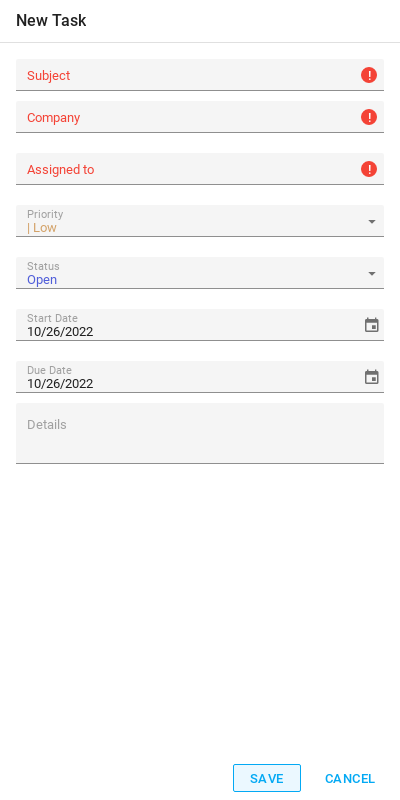 New Task
Subject
Company
Assigned to
Priority
| Low
Status
Open
Start Date
10/26/2022
Due Date
10/26/2022
Details
SAVE CANCEL